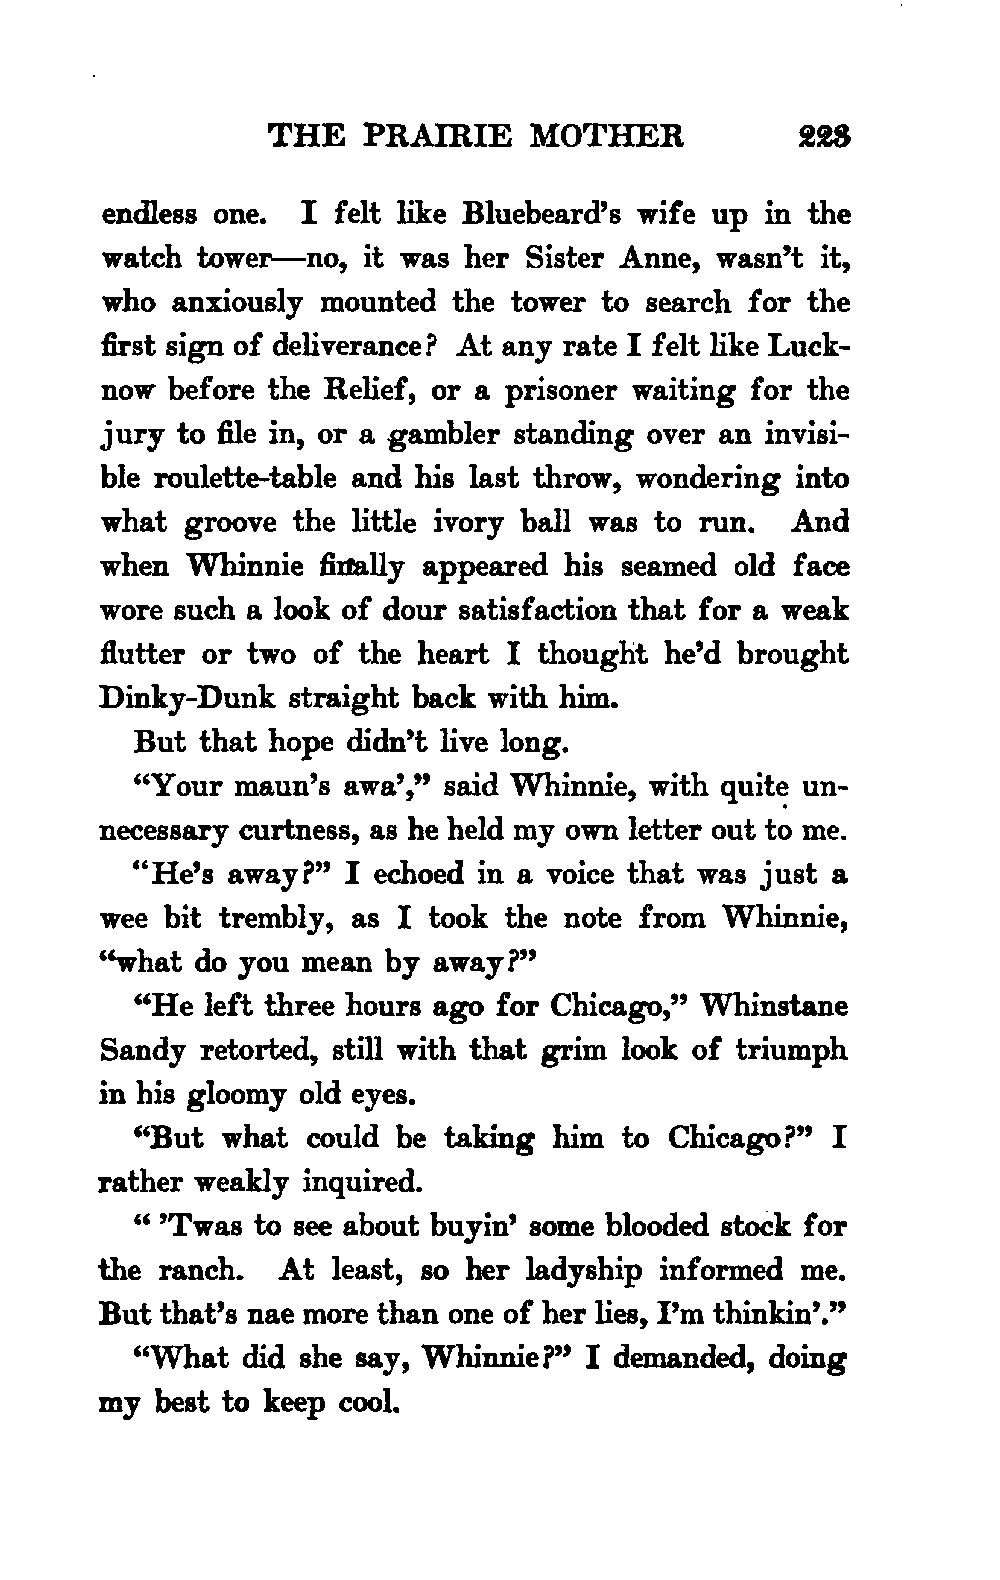 THE PRAIRIE MOTHER 223
endless one. I felt like Bluebeard's wife up in the
watch tower—no, it was her Sister Anne, wasn't it,
who anxiously mounted the tower to search for the
first sign of deliverance? At any rate I felt like Luck-
now before the Relief, or a prisoner waiting for the
jury to file in, or a gambler standing over an invisi-
ble roulette-table and his last throw, wondering into
what groove the little ivory ball was to run. And
when Whinnie finally appeared his seamed old face
wore such a look of dour satisfaction that for a weak
flutter or two of the heart I thought he'd brought
Dinky-Dunk straight back with him.
But that hope didn't live long.
“Your maun's awa',” said Whinnie, with quite un-
necessary curtness, as he held my own letter out to me.
“He's away?” I echoed in a voice that was just a
wee bit trembly, as I took the note from Whinnie,
“what do you mean by away?”
“He left three hours ago for Chicago,” Whinstane
Sandy retorted, still with that grim look of triumph
in his gloomy old eyes.
“But what could be taking him to Chicago?” I
rather weakly inquired.
“ 'Twas to see about buyin' some blooded stock for
the ranch. At least, so her ladyship informed me.
But that's nae more than one of her lies, I'm thinkin'.”
“What did she say, Whinnie?” I demanded, doing
my best to keep cool.